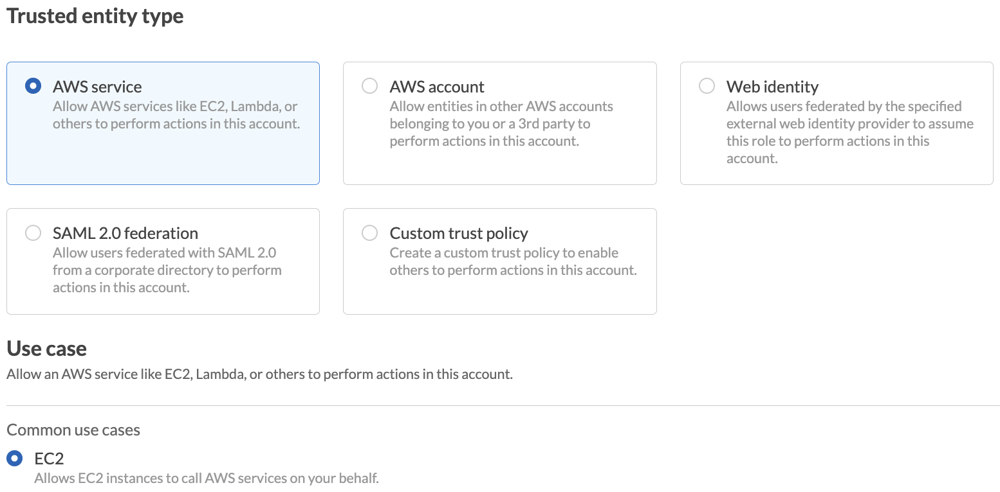 Trusted entity type
AWS service
Allow AWS services like EC2, Lambda, or
others to perform actions in this account.
AWS account
Allow entities in other AWS accounts
belonging to you or a 3rd party to
perform actions in this account.
Web identity
Allows users federated by the specified
external web identity provider to assume
this role to perform actions in this
account.
SAML 2.0 federation
Allow users federated with SAML 2.0
from a corporate directory to perform
actions in this account.
Custom trust policy
Create a custom trust policy to enable
others to perform actions in this account.
Use case
Allow an AWS service like EC2, Lambda, or others to perform actions in this account.
Common use cases
EC2
Allows EC2 instances to call AWS services on your behalf.